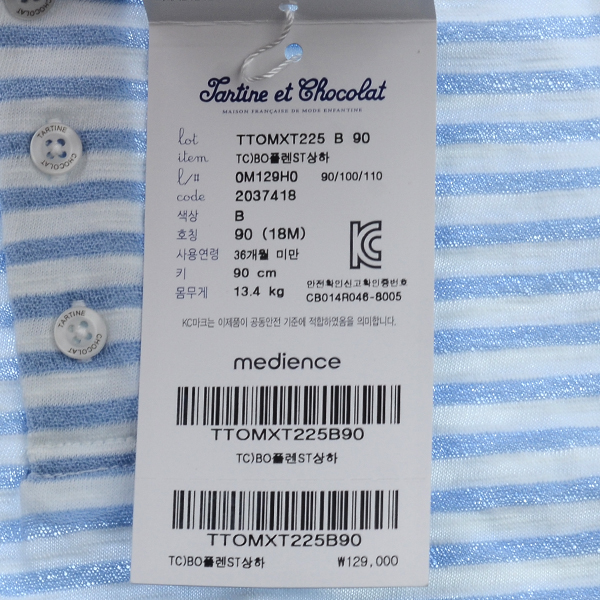 Tartine et Chocolat
MAISON FRANÇAISE DE MODE ENFANTINE
lot TTOMXT225 B 90
item TC)BO플렌ST상하
l/# 0M129H0 90/100/110
code 2037418
색상 B
호칭 90 (18M)
사용연령 36개월 미만
키 90 cm
몸무게 13.4 kg
안전확인신고확인증번호
CB014R046-6005
KC마크는 이제품이 공동안전 기준에 적합하였음을 의미합니다.
medience
TTOMXT225B90
TC)BO플렌ST상하
TTOMXT225B90
TC)BO플렌ST상하 ₩129,000
TARTINE
CHOCOLAT
TARTINE
CHOCOLAT